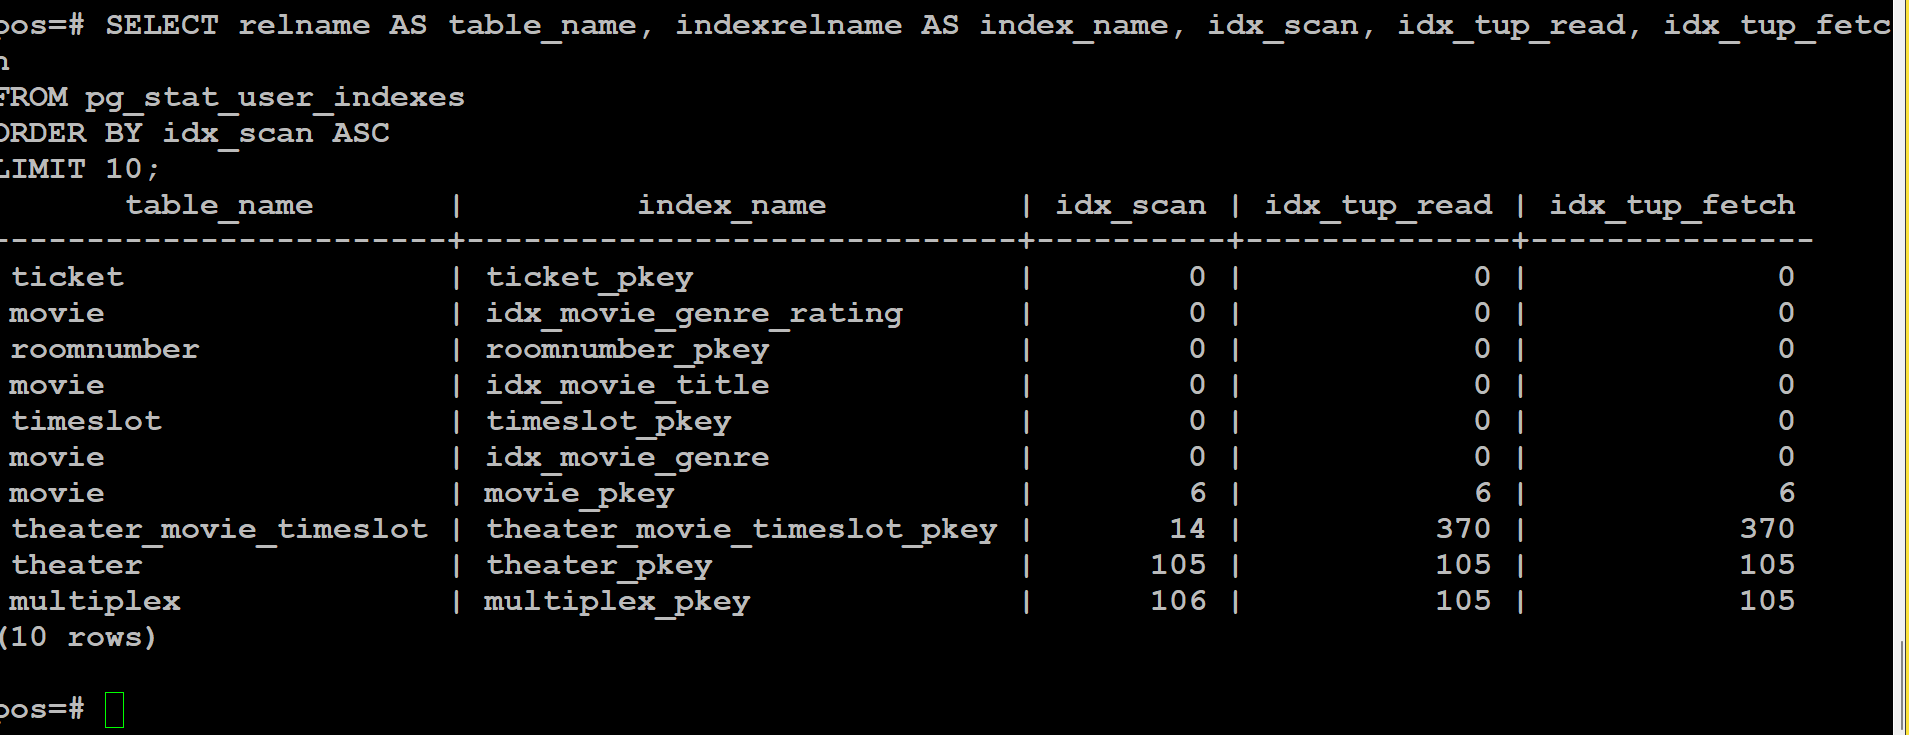 pos=# SELECT relname AS table_name, indexrelname AS index_name, idx_scan, idx_tup_read, idx_tup_fetc
h
FROM pg_stat_user_indexes
ORDER BY idx_scan ASC
LIMIT 10;
       table_name       |         index_name          | idx_scan | idx_tup_read | idx_tup_fetch
------------------------+-----------------------------+----------+--------------+---------------
 ticket                 | ticket_pkey                 |        0 |            0 |             0
 movie                  | idx_movie_genre_rating      |        0 |            0 |             0
 roomnumber             | roomnumber_pkey             |        0 |            0 |             0
 movie                  | idx_movie_title             |        0 |            0 |             0
 timeslot               | timeslot_pkey               |        0 |            0 |             0
 movie                  | idx_movie_genre             |        0 |            0 |             0
 movie                  | movie_pkey                  |        6 |            6 |             6
 theater_movie_timeslot | theater_movie_timeslot_pkey |       14 |          370 |           370
 theater                | theater_pkey                |      105 |          105 |           105
 multiplex              | multiplex_pkey              |      106 |          105 |           105
(10 rows)
pos=#